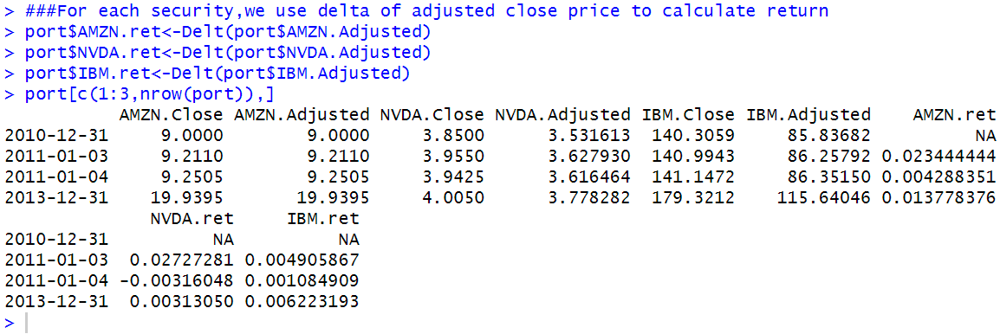 > ###For each security,we use delta of adjusted close price to calculate return
> port$AMZN.ret<-Delt(port$AMZN.Adjusted)
> port$NVDA.ret<-Delt(port$NVDA.Adjusted)
> port$IBM.ret<-Delt(port$IBM.Adjusted)
> port[c(1:3,nrow(port)),]
           AMZN.Close AMZN.Adjusted NVDA.Close NVDA.Adjusted IBM.Close IBM.Adjusted    AMZN.ret
2010-12-31     9.0000        9.0000     3.8500      3.531613  140.3059     85.83682          NA
2011-01-03     9.2110        9.2110     3.9550      3.627930  140.9943     86.25792 0.023444444
2011-01-04     9.2505        9.2505     3.9425      3.616464  141.1472     86.35150 0.004288351
2013-12-31    19.9395       19.9395     4.0050      3.778282  179.3212    115.64046 0.013778376
              NVDA.ret     IBM.ret
2010-12-31          NA          NA
2011-01-03  0.02727281 0.004905867
2011-01-04 -0.00316048 0.001084909
2013-12-31  0.00313050 0.006223193
>